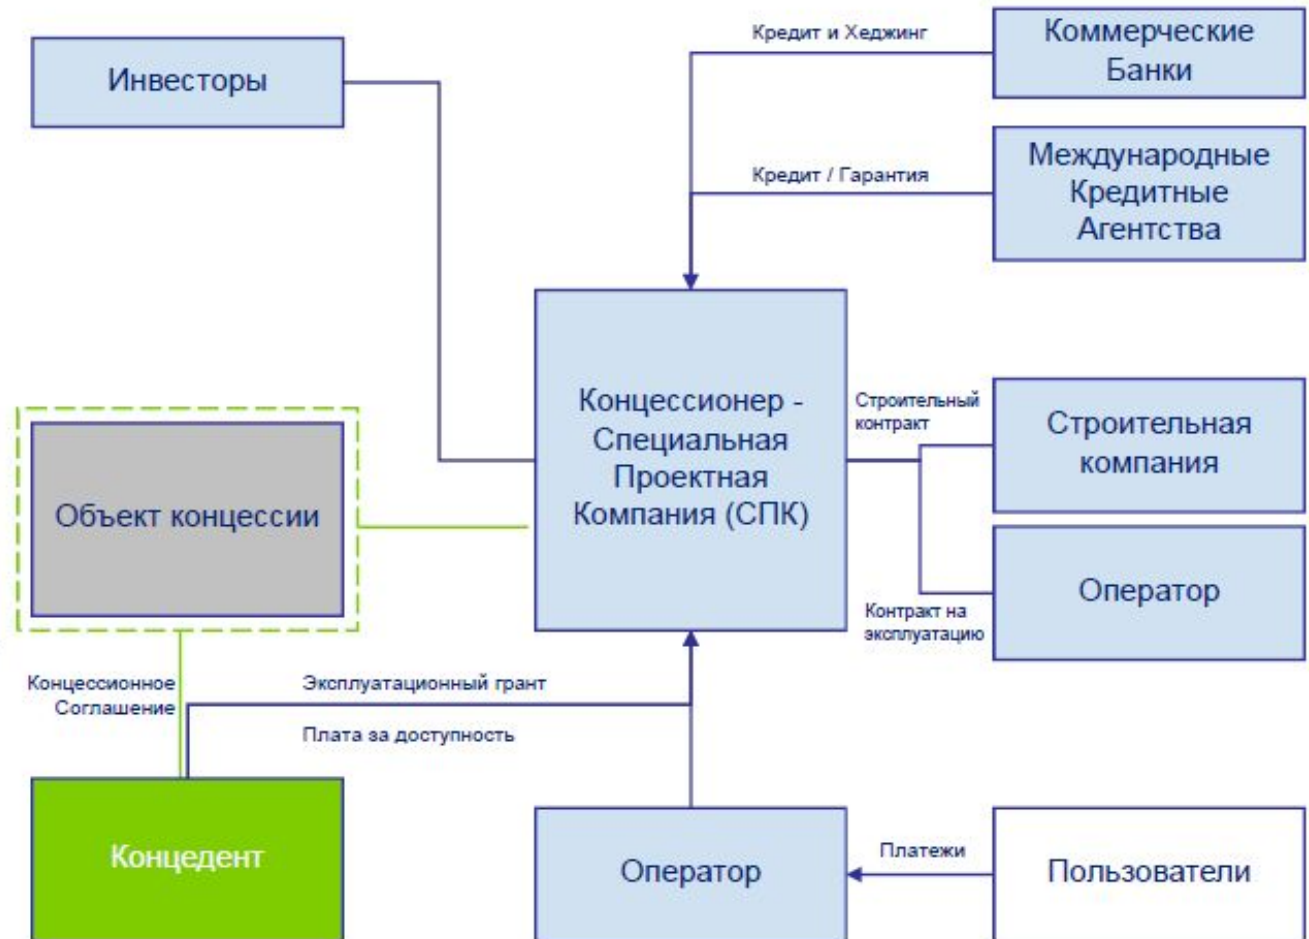 Инвесторы
Кредит и Хеджинг
Коммерческие
Банки
Кредит / Гарантия
Международные
Кредитные
Агентства
Концессионер -
Специальная
Проектная
Компания (СПК)
Строительный
контракт
Строительная
компания
Объект концессии
Контракт на
эксплуатацию
Оператор
Концессионное
Соглашение
Эксплуатационный грант
Плата за доступность
Концедент
Оператор
Платежи
Пользователи